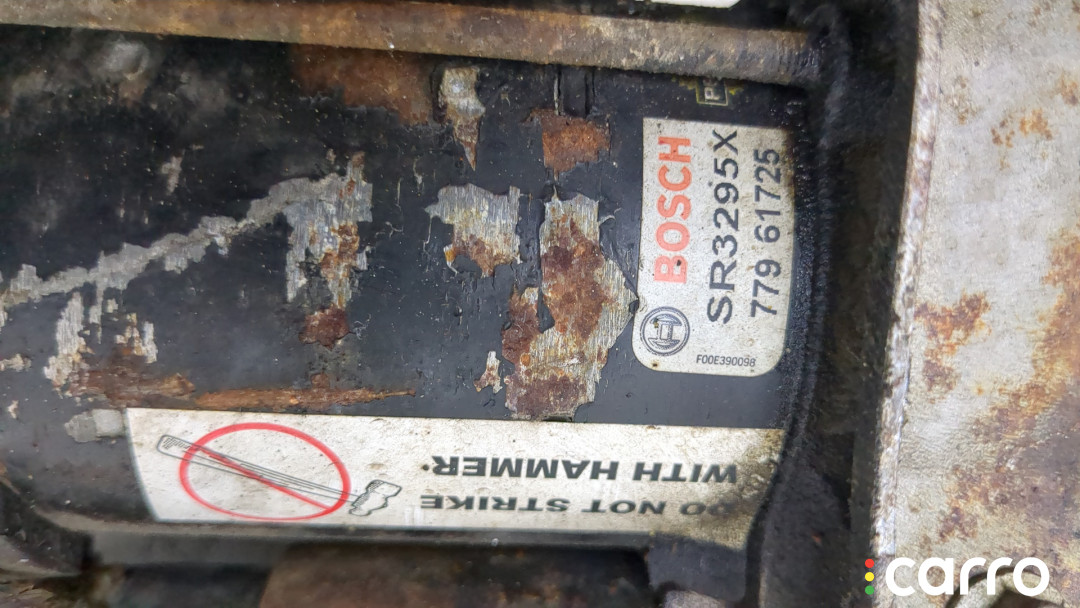 BOSCH
SR3295X
779 61725
F00E390098
DO NOT STRIKE
WITH HAMMER.
carro